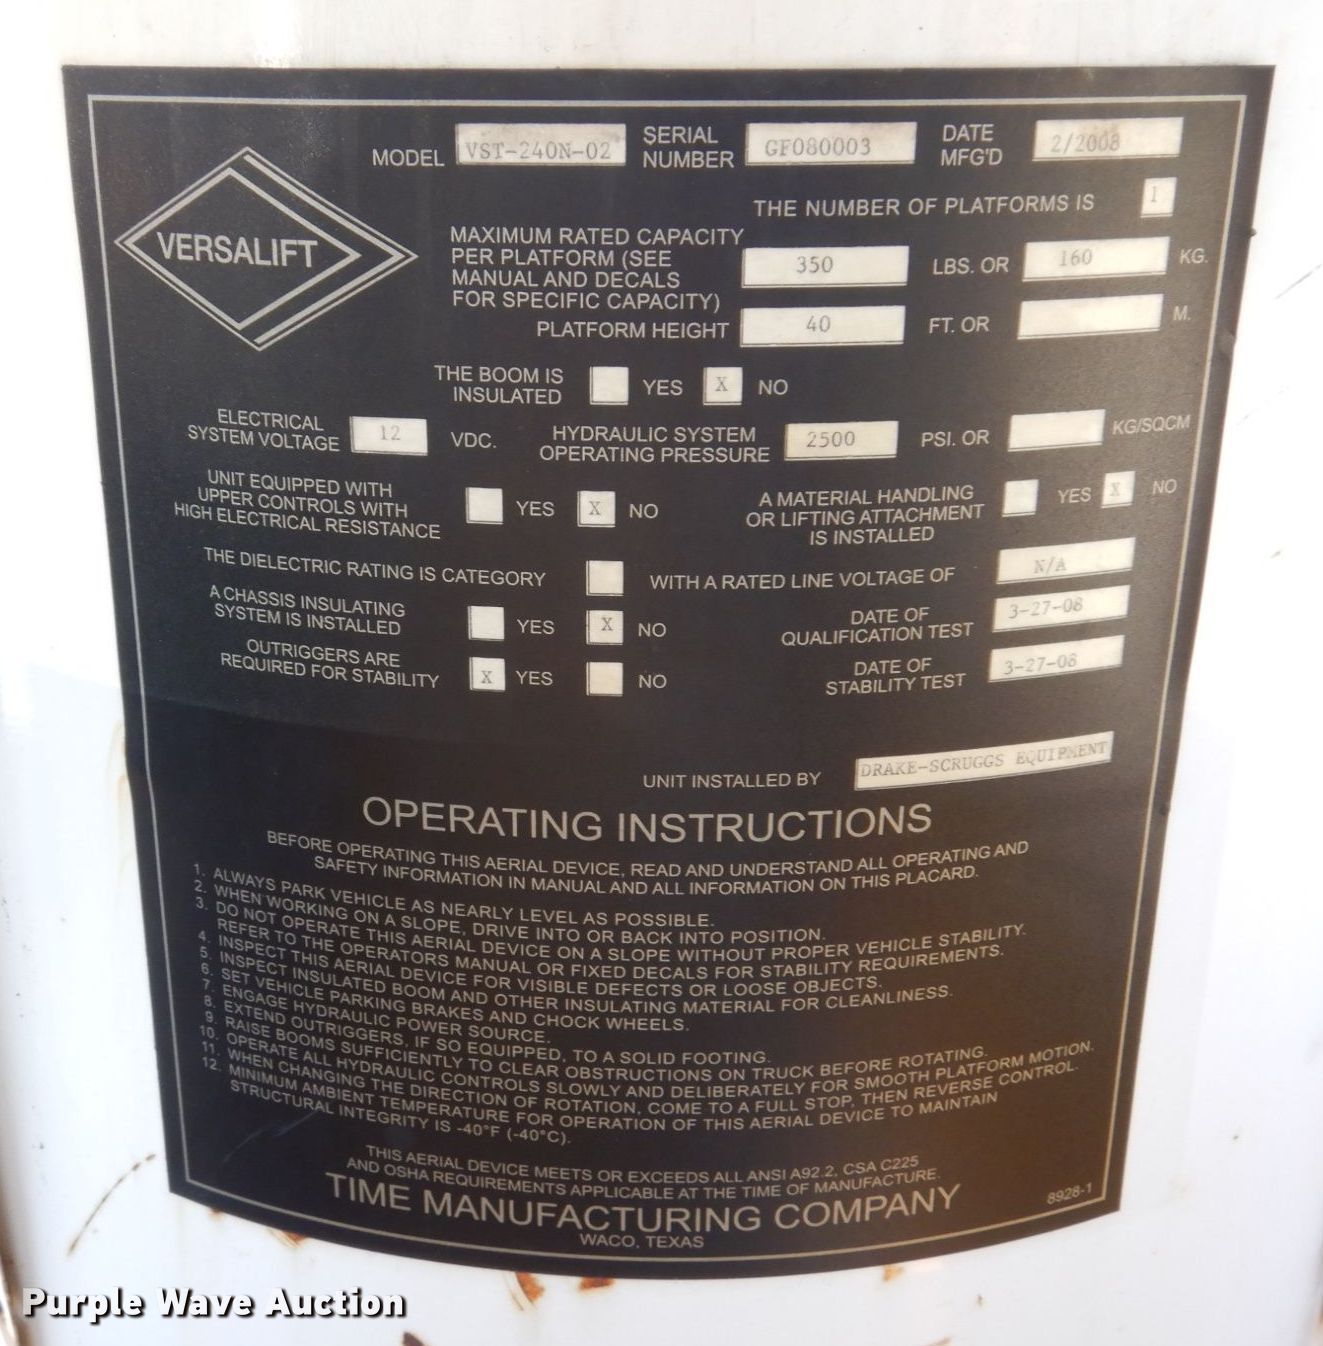 MODEL VST-240N-02 SERIAL NUMBER GF080003 DATE MFG'D 2/2008
VERSALIFT
THE NUMBER OF PLATFORMS IS 1
MAXIMUM RATED CAPACITY
PER PLATFORM (SEE
MANUAL AND DECALS
FOR SPECIFIC CAPACITY) 350 LBS. OR 160 KG.
PLATFORM HEIGHT 40 FT. OR M.
THE BOOM IS
INSULATED YES X NO
ELECTRICAL
SYSTEM VOLTAGE 12 VDC.
HYDRAULIC SYSTEM
OPERATING PRESSURE 2500 PSI. OR KG/SQCM
UNIT EQUIPPED WITH
UPPER CONTROLS WITH
HIGH ELECTRICAL RESISTANCE YES X NO
A MATERIAL HANDLING
OR LIFTING ATTACHMENT
IS INSTALLED YES X NO
THE DIELECTRIC RATING IS CATEGORY WITH A RATED LINE VOLTAGE OF N/A
A CHASSIS INSULATING
SYSTEM IS INSTALLED YES X NO
DATE OF
QUALIFICATION TEST 3-27-08
OUTRIGGERS ARE
REQUIRED FOR STABILITY X YES NO
DATE OF
STABILITY TEST 3-27-08
UNIT INSTALLED BY DRAKE-SCRUGGS EQUIPMENT
OPERATING INSTRUCTIONS
BEFORE OPERATING THIS AERIAL DEVICE, READ AND UNDERSTAND ALL OPERATING AND
SAFETY INFORMATION IN MANUAL AND ALL INFORMATION ON THIS PLACARD.
1. ALWAYS PARK VEHICLE AS NEARLY LEVEL AS POSSIBLE.
2. WHEN WORKING ON A SLOPE, DRIVE INTO OR BACK INTO POSITION.
3. DO NOT OPERATE THIS AERIAL DEVICE ON A SLOPE WITHOUT PROPER VEHICLE STABILITY.
REFER TO THE OPERATORS MANUAL OR FIXED DECALS FOR STABILITY REQUIREMENTS.
4. INSPECT THIS AERIAL DEVICE FOR VISIBLE DEFECTS OR LOOSE OBJECTS.
5. INSPECT INSULATED BOOM AND OTHER INSULATING MATERIAL FOR CLEANLINESS.
6. SET VEHICLE PARKING BRAKES AND CHOCK WHEELS.
7. ENGAGE HYDRAULIC POWER SOURCE.
8. EXTEND OUTRIGGERS, IF SO EQUIPPED, TO A SOLID FOOTING.
9. RAISE BOOMS SUFFICIENTLY TO CLEAR OBSTRUCTIONS ON TRUCK BEFORE ROTATING.
10. OPERATE ALL HYDRAULIC CONTROLS SLOWLY AND DELIBERATELY FOR SMOOTH PLATFORM MOTION.
11. WHEN CHANGING THE DIRECTION OF ROTATION, COME TO A FULL STOP, THEN REVERSE CONTROL.
12. MINIMUM AMBIENT TEMPERATURE FOR OPERATION OF THIS AERIAL DEVICE TO MAINTAIN
STRUCTURAL INTEGRITY IS -40°F (-40°C).
THIS AERIAL DEVICE MEETS OR EXCEEDS ALL ANSI A92.2, CSA C225
AND OSHA REQUIREMENTS APPLICABLE AT THE TIME OF MANUFACTURE.
TIME MANUFACTURING COMPANY
WACO, TEXAS
8928-1
Purple Wave Auction